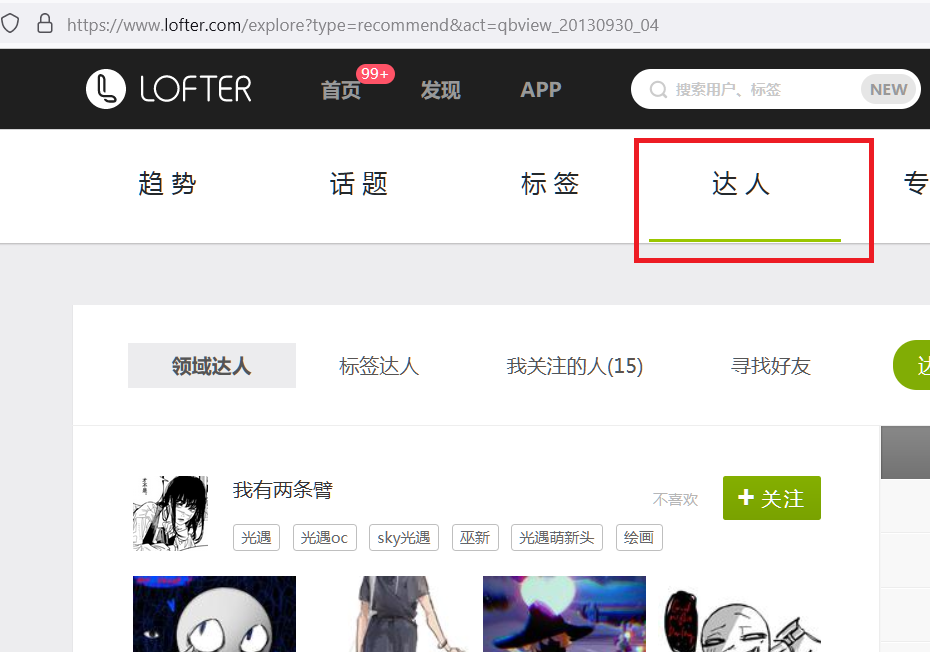 https://www.lofter.com/explore?type=recommend&act=qbview_20130930_04
LOFTER 首页 99+ 发现 APP 搜索用户、标签 NEW
趋势 话题 标签 达人 专
领域达人 标签达人 我关注的人(15) 寻找好友 达
我有两条臂 不喜欢 + 关注
光遇 光遇oc sky光遇 巫新 光遇萌新头 绘画